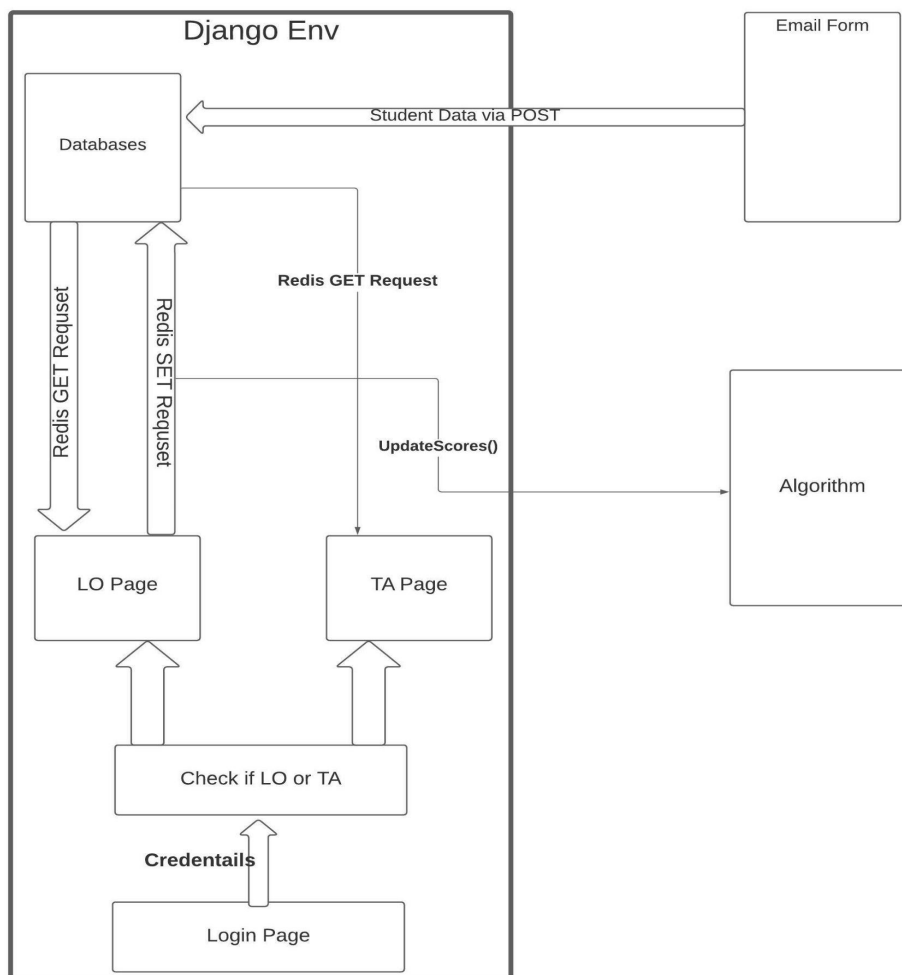 Django Env
Email Form
Student Data via POST
Databases
Redis GET Request
Redis GET Requset
Redis SET Requset
UpdateScores()
Algorithm
LO Page
TA Page
Check if LO or TA
Credentails
Login Page